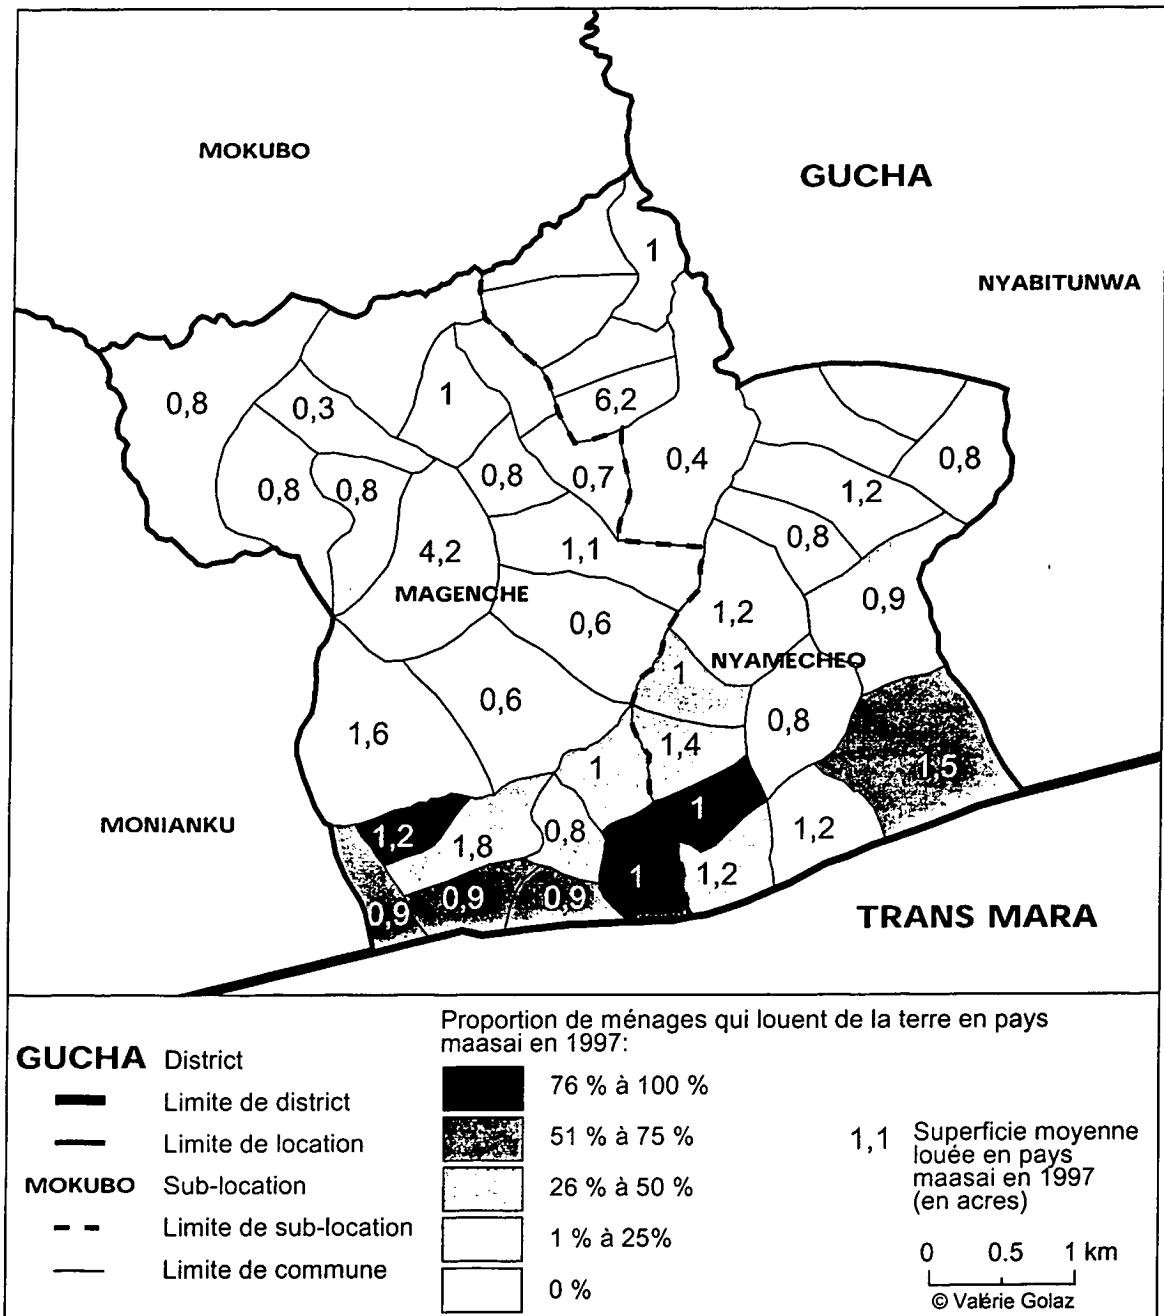 MOKUBO
GUCHA
1
NYABITUNWA
0,8
0,3
1
6,2
0,8
0,8
0,8
0,7
0,4
1,2
0,8
4,2
1,1
0,8
MAGENCHE
0,6
1,2
0,9
NYAMECHEO
1
0,6
1,6
1,4
0,8
1
1,5
MONIANKU
1,2
1,8
0,8
1
1,2
0,9
0,9
0,9
1
1,2
TRANS MARA
GUCHA District
Limite de district
Limite de location
MOKUBO Sub-location
Limite de sub-location
Limite de commune
Proportion de ménages qui louent de la terre en pays
maasai en 1997:
76 % à 100 %
51 % à 75 %
26 % à 50 %
1 % à 25%
0 %
1,1 Superficie moyenne
louée en pays
maasai en 1997
(en acres)
0 0.5 1 km
© Valérie Golaz